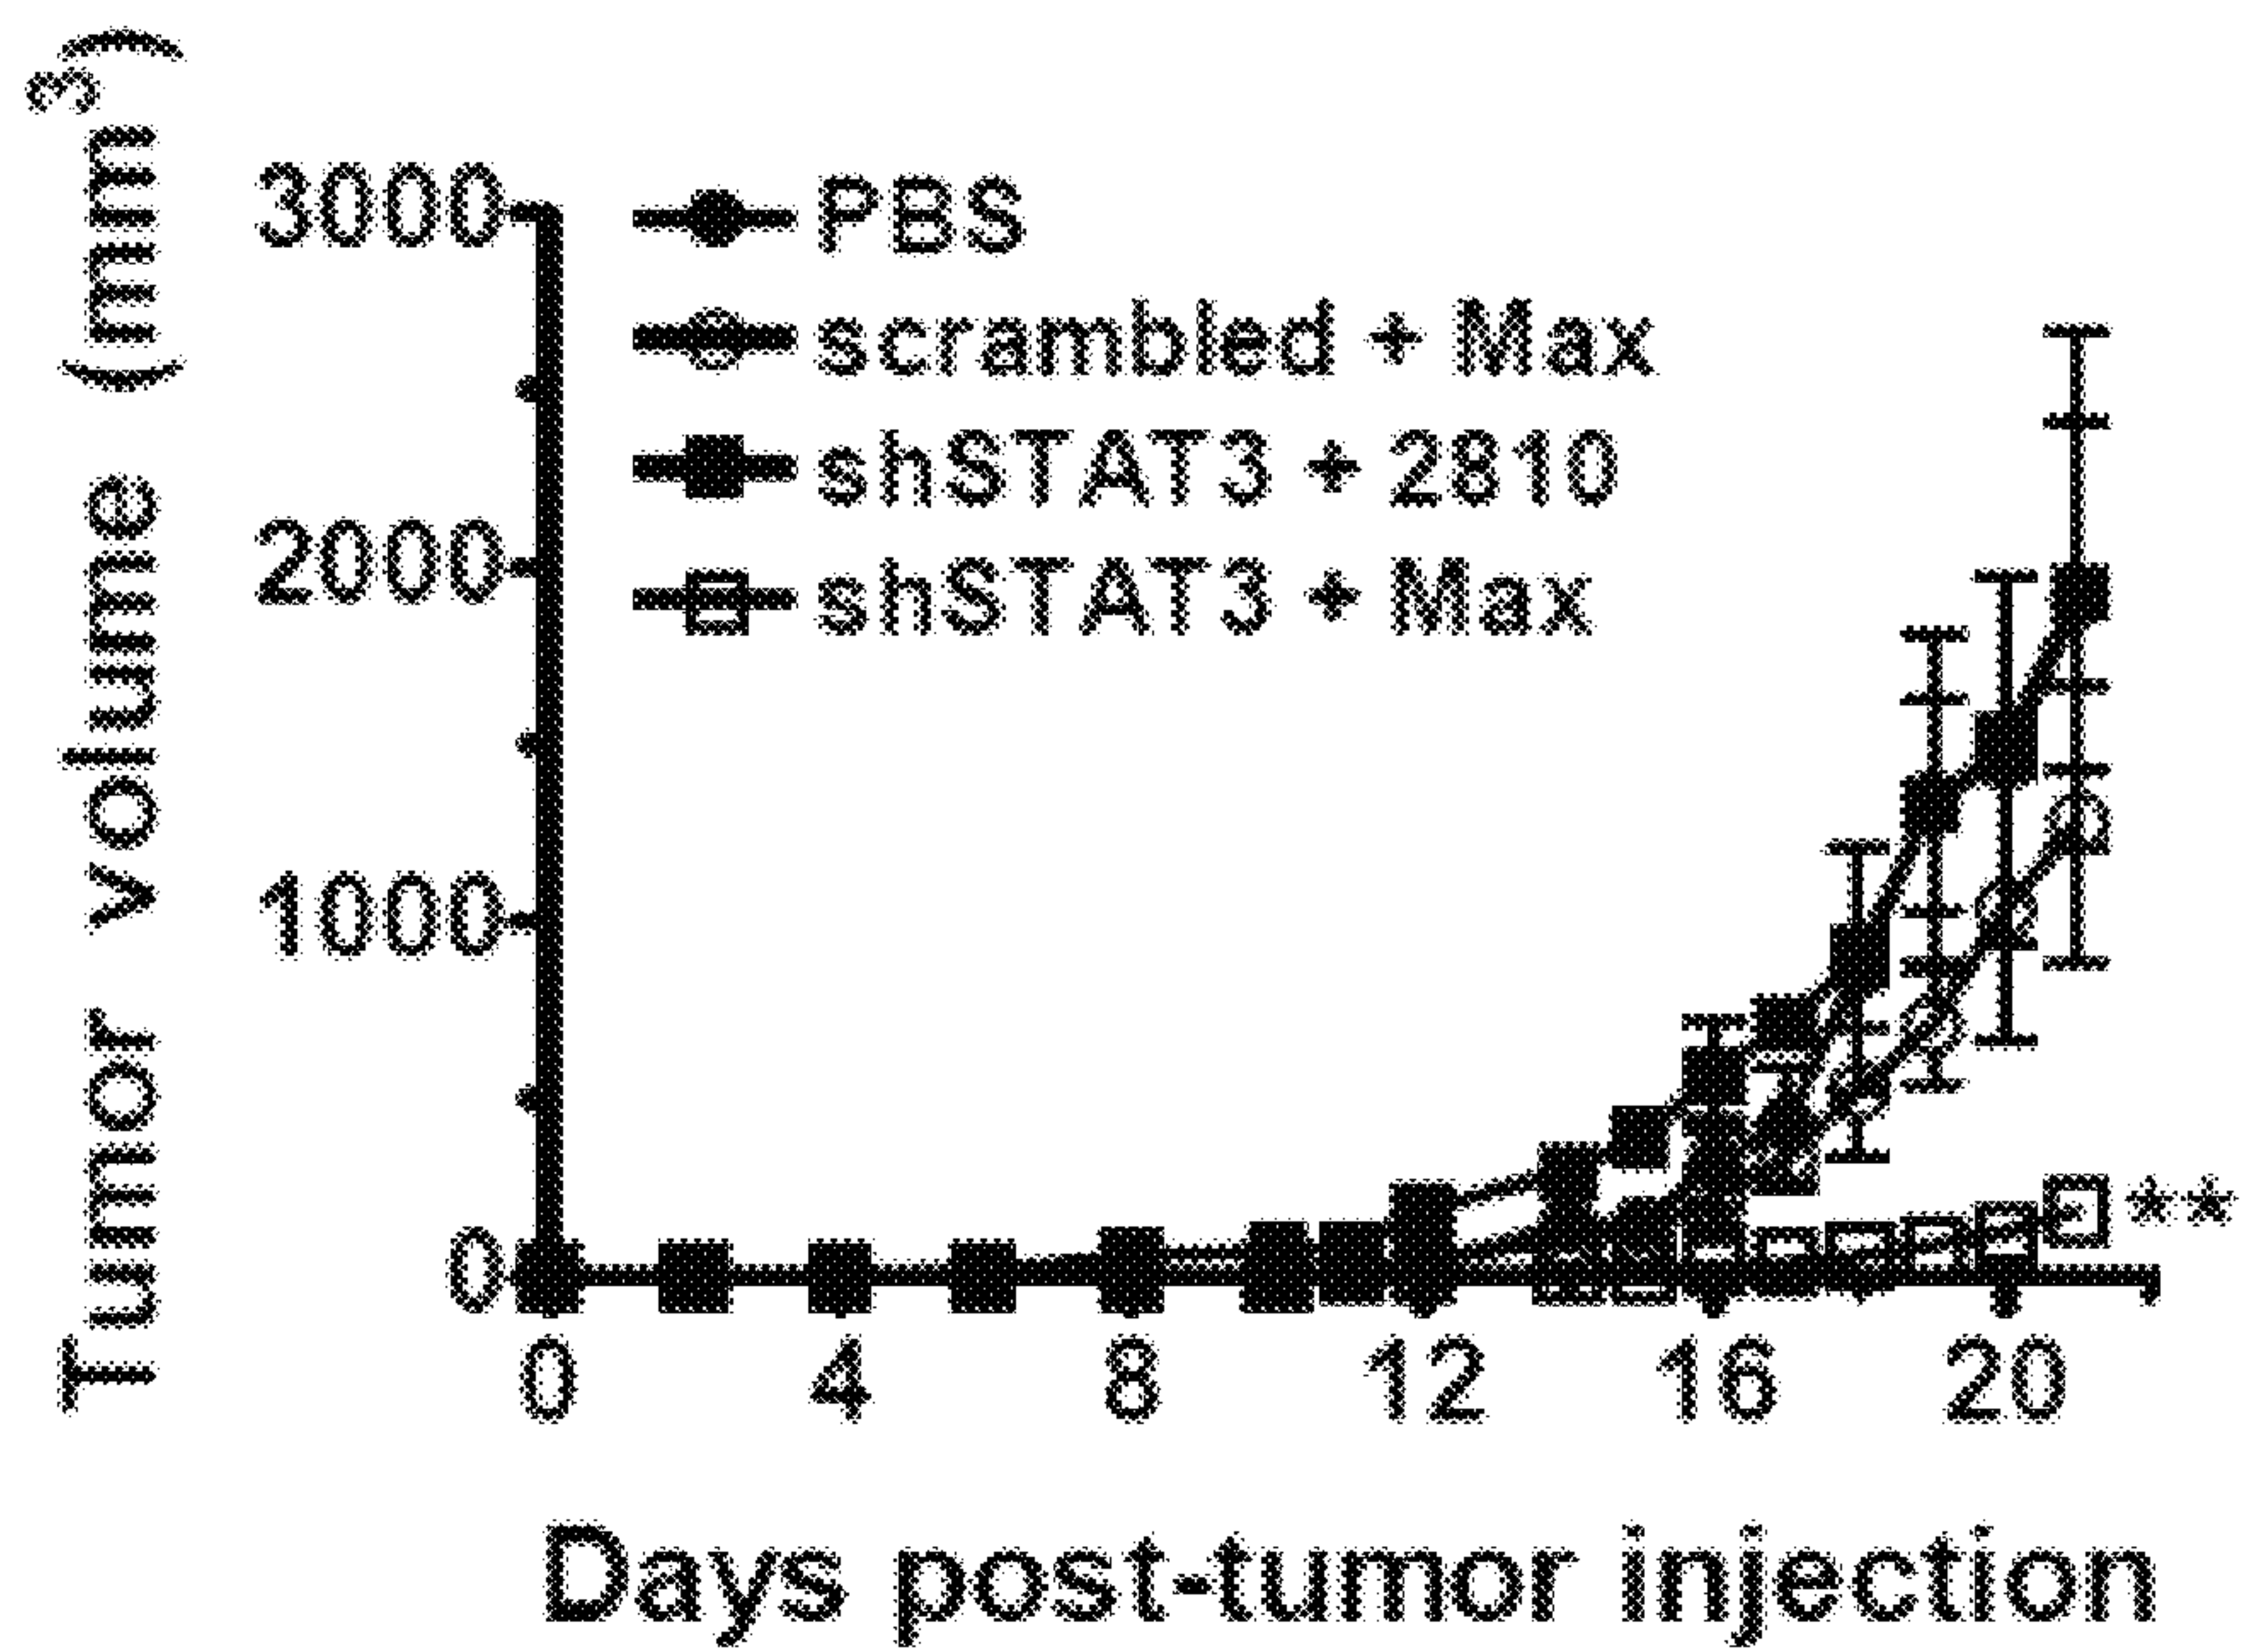 Tumor volume (mm³)
3000
2000
1000
0
PBS
scrambled + Max
shSTAT3 + 2810
shSTAT3 + Max
**
0 4 8 12 16 20
Days post-tumor injection